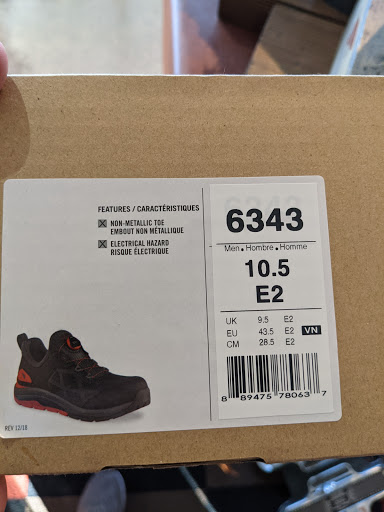 FEATURES / CARACTÉRISTIQUES
NON-METALLIC TOE
EMBOUT NON MÉTALLIQUE
ELECTRICAL HAZARD
RISQUE ÉLECTRIQUE
REV 12/18
6343
Men • Hombre • Homme
10.5
E2
UK 9.5 E2
EU 43.5 E2 VN
CM 28.5 E2
8 89475 78063 7